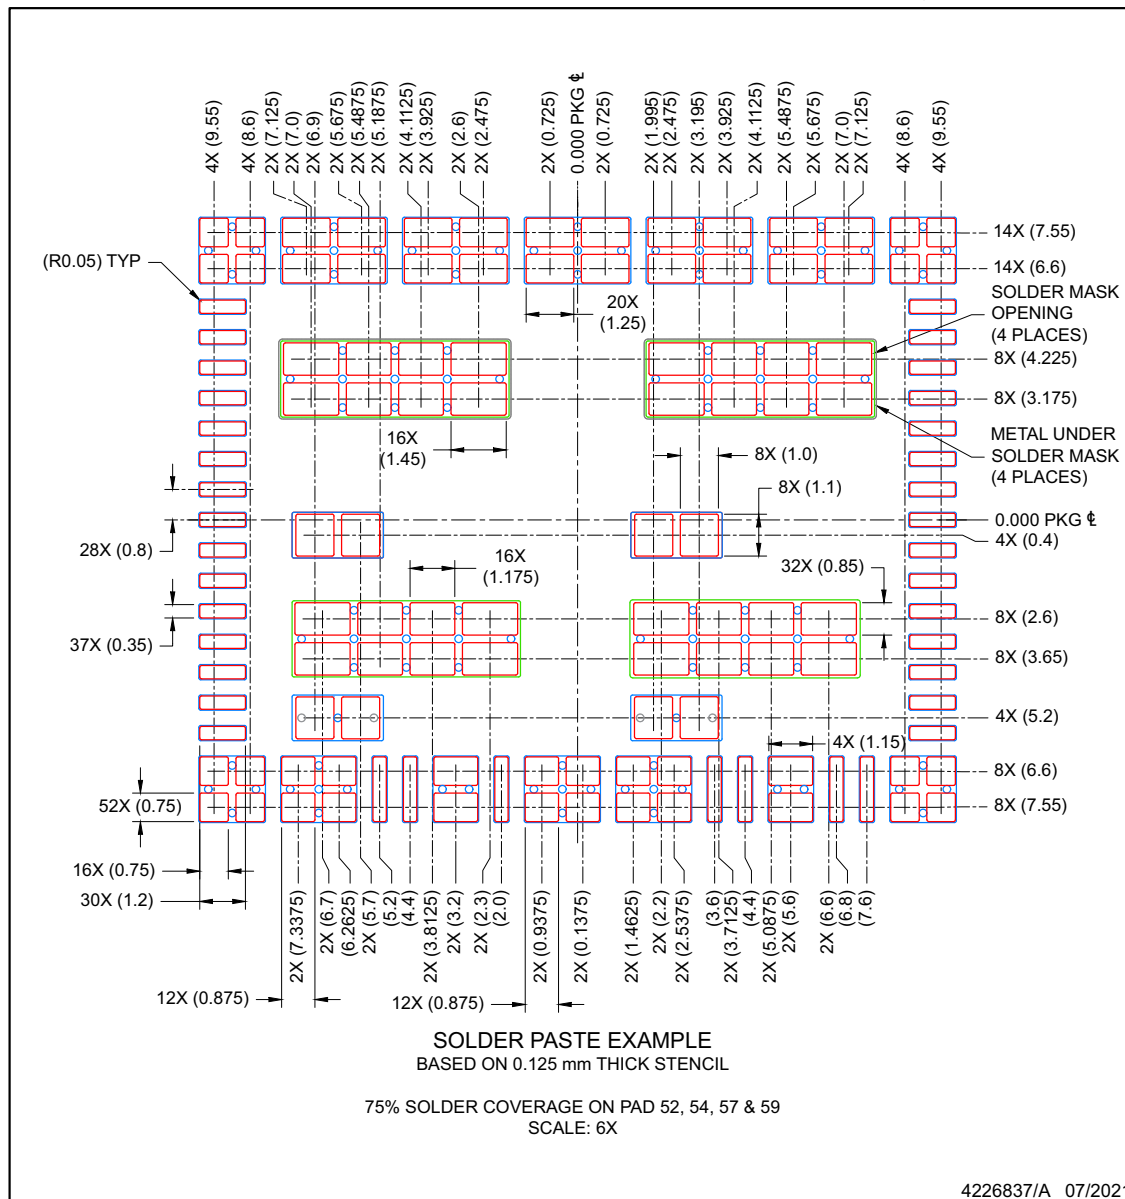 4X (9.55)
4X (8.6)
2X (7.125)
2X (7.0)
2X (6.9)
2X (5.675)
2X (5.4875)
2X (5.1875)
2X (4.1125)
2X (3.925)
2X (2.6)
2X (2.475)
2X (0.725)
0.000 PKG ℄
2X (0.725)
2X (1.995)
2X (2.475)
2X (3.195)
2X (3.925)
2X (4.1125)
2X (5.4875)
2X (5.675)
2X (7.0)
2X (7.125)
4X (8.6)
4X (9.55)
14X (7.55)
(R0.05) TYP
14X (6.6)
20X
(1.25)
SOLDER MASK
OPENING
(4 PLACES)
8X (4.225)
8X (3.175)
16X
(1.45)
METAL UNDER
SOLDER MASK
(4 PLACES)
8X (1.0)
8X (1.1)
0.000 PKG ℄
4X (0.4)
28X (0.8)
16X
(1.175)
32X (0.85)
8X (2.6)
37X (0.35)
8X (3.65)
4X (5.2)
4X (1.15)
8X (6.6)
52X (0.75)
8X (7.55)
16X (0.75)
30X (1.2)
2X (7.3375)
2X (6.7)
(6.2625)
2X (5.7)
(5.2)
(4.4)
2X (3.8125)
2X (3.2)
2X (2.3)
(2.0)
2X (0.9375)
2X (0.1375)
2X (1.4625)
2X (2.2)
2X (2.5375)
(3.6)
2X (3.7125)
(4.4)
2X (5.0875)
2X (5.6)
2X (6.6)
(6.8)
(7.6)
12X (0.875)
12X (0.875)
SOLDER PASTE EXAMPLE
BASED ON 0.125 mm THICK STENCIL
75% SOLDER COVERAGE ON PAD 52, 54, 57 & 59
SCALE: 6X
4226837/A 07/2021